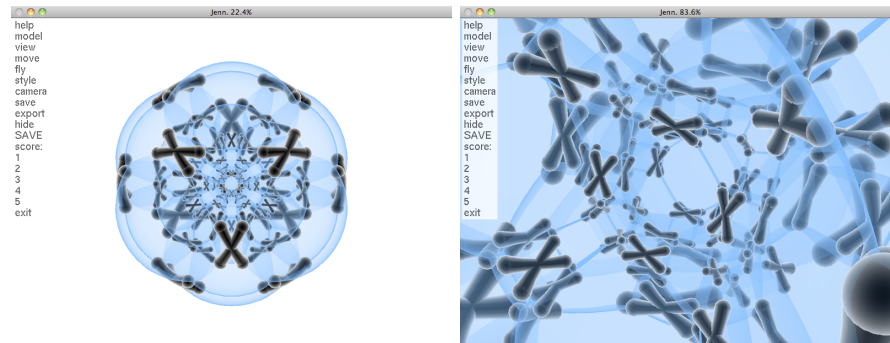 Jenn. 22.4%
help
model
view
move
fly
style
camera
save
export
hide
SAVE
score:
1
2
3
4
5
exit
Jenn. 83.6%
help
model
view
move
fly
style
camera
save
export
hide
SAVE
score:
1
2
3
4
5
exit